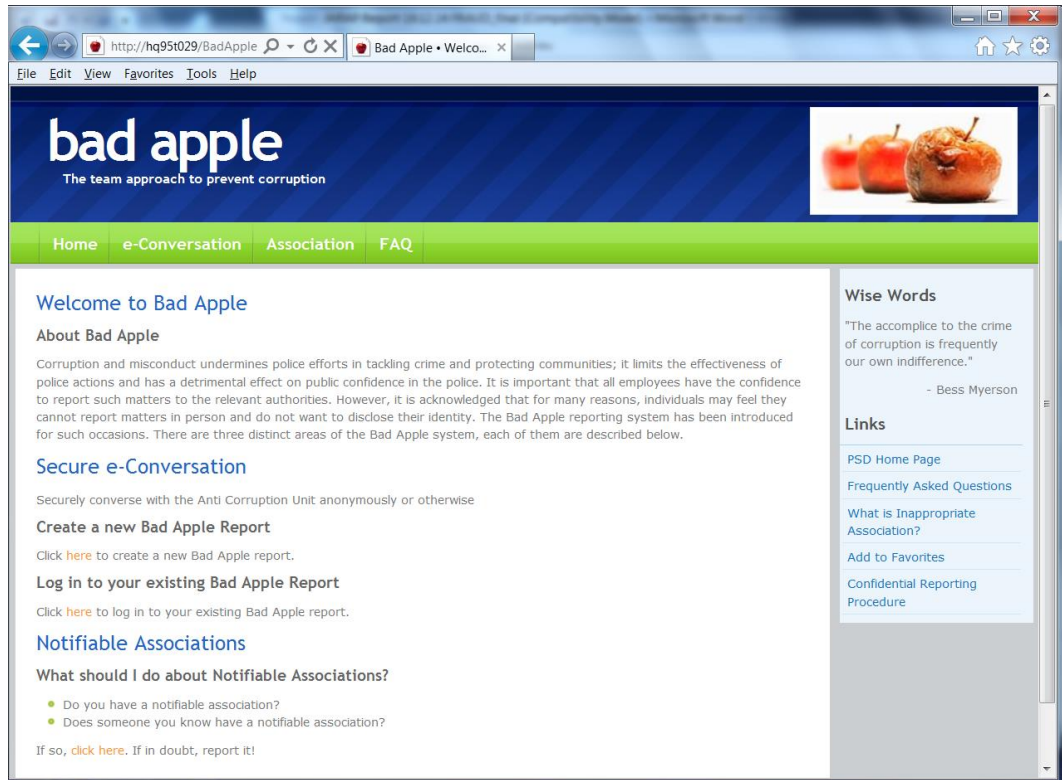 http://hq95t029/BadApple
Bad Apple • Welco...
File Edit View Favorites Tools Help
bad apple
The team approach to prevent corruption
Home e-Conversation Association FAQ
Welcome to Bad Apple
About Bad Apple
Corruption and misconduct undermines police efforts in tackling crime and protecting communities; it limits the effectiveness of
police actions and has a detrimental effect on public confidence in the police. It is important that all employees have the confidence
to report such matters to the relevant authorities. However, it is acknowledged that for many reasons, individuals may feel they
cannot report matters in person and do not want to disclose their identity. The Bad Apple reporting system has been introduced
for such occasions. There are three distinct areas of the Bad Apple system, each of them are described below.
Secure e-Conversation
Securely converse with the Anti Corruption Unit anonymously or otherwise
Create a new Bad Apple Report
Click here to create a new Bad Apple report.
Log in to your existing Bad Apple Report
Click here to log in to your existing Bad Apple report.
Notifiable Associations
What should I do about Notifiable Associations?
Do you have a notifiable association?
Does someone you know have a notifiable association?
If so, click here. If in doubt, report it!
Wise Words
"The accomplice to the crime
of corruption is frequently
our own indifference."
- Bess Myerson
Links
PSD Home Page
Frequently Asked Questions
What is Inappropriate
Association?
Add to Favorites
Confidential Reporting
Procedure